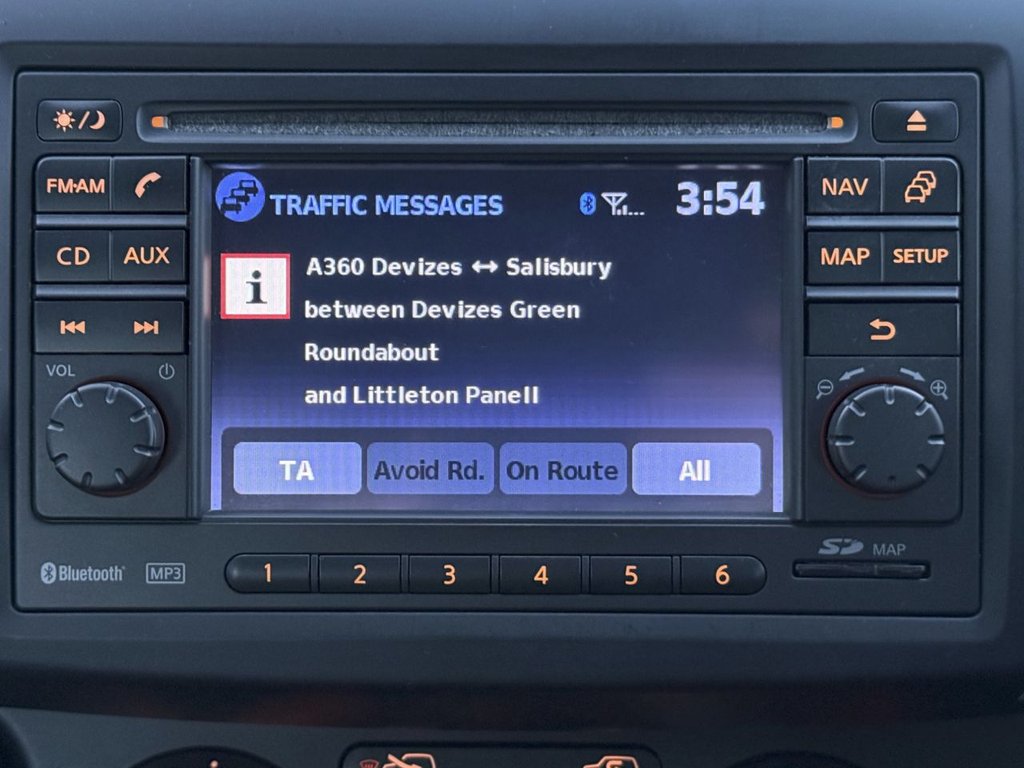 FM·AM
CD AUX
VOL
TRAFFIC MESSAGES 3:54
i
A360 Devizes ↔ Salisbury
between Devizes Green
Roundabout
and Littleton Panell
TA Avoid Rd. On Route All
NAV
MAP SETUP
Bluetooth MP3
1 2 3 4 5 6
SD MAP